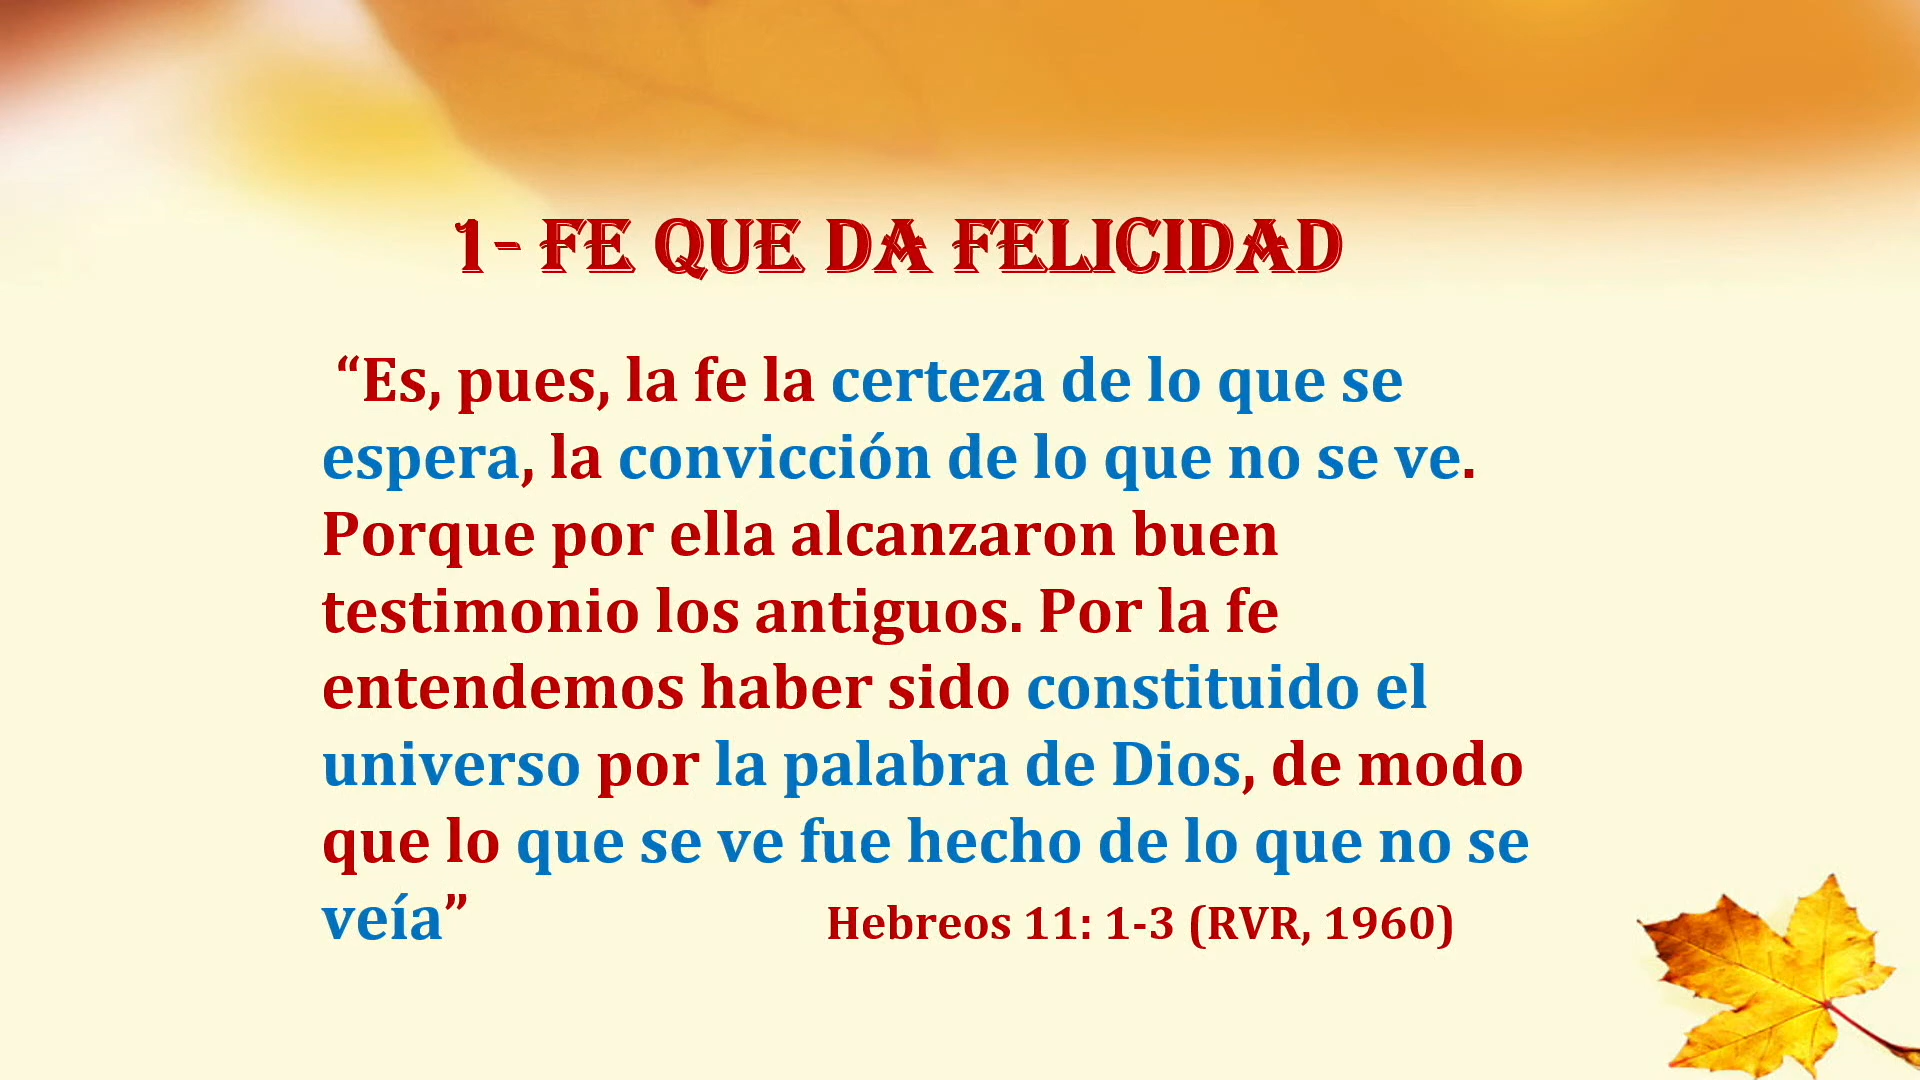 1- FE QUE DA FELICIDAD
“Es, pues, la fe la certeza de lo que se
espera, la convicción de lo que no se ve.
Porque por ella alcanzaron buen
testimonio los antiguos. Por la fe
entendemos haber sido constituido el
universo por la palabra de Dios, de modo
que lo que se ve fue hecho de lo que no se
veía” Hebreos 11: 1-3 (RVR, 1960)